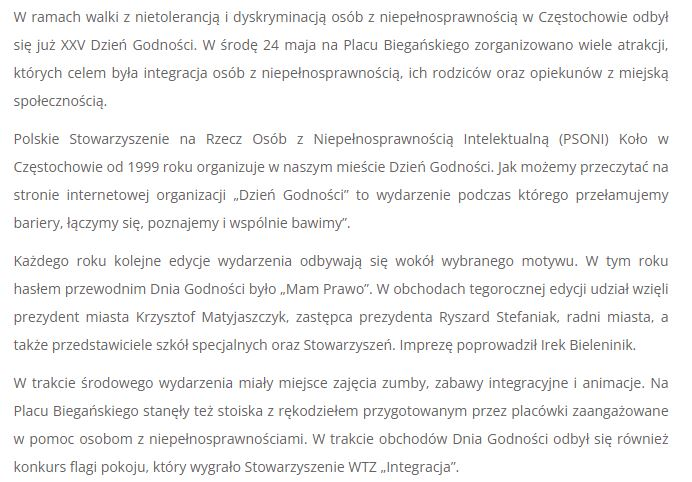 W ramach walki z nietolerancją i dyskryminacją osób z niepełnosprawnością w Częstochowie odbył
się już XXV Dzień Godności. W środę 24 maja na Placu Biegańskiego zorganizowano wiele atrakcji,
których celem była integracja osób z niepełnosprawnością, ich rodziców oraz opiekunów z miejską
społecznością.
Polskie Stowarzyszenie na Rzecz Osób z Niepełnosprawnością Intelektualną (PSONI) Koło w
Częstochowie od 1999 roku organizuje w naszym mieście Dzień Godności. Jak możemy przeczytać na
stronie internetowej organizacji „Dzień Godności” to wydarzenie podczas którego przełamujemy
bariery, łączymy się, poznajemy i wspólnie bawimy”.
Każdego roku kolejne edycje wydarzenia odbywają się wokół wybranego motywu. W tym roku
hasłem przewodnim Dnia Godności było „Mam Prawo”. W obchodach tegorocznej edycji udział wzięli
prezydent miasta Krzysztof Matyjaszczyk, zastępca prezydenta Ryszard Stefaniak, radni miasta, a
także przedstawiciele szkół specjalnych oraz Stowarzyszeń. Imprezę poprowadził Irek Bieleninik.
W trakcie środowego wydarzenia miały miejsce zajęcia zumby, zabawy integracyjne i animacje. Na
Placu Biegańskiego stanęły też stoiska z rękodziełem przygotowanym przez placówki zaangażowane
w pomoc osobom z niepełnosprawnościami. W trakcie obchodów Dnia Godności odbył się również
konkurs flagi pokoju, który wygrało Stowarzyszenie WTZ „Integracja”.